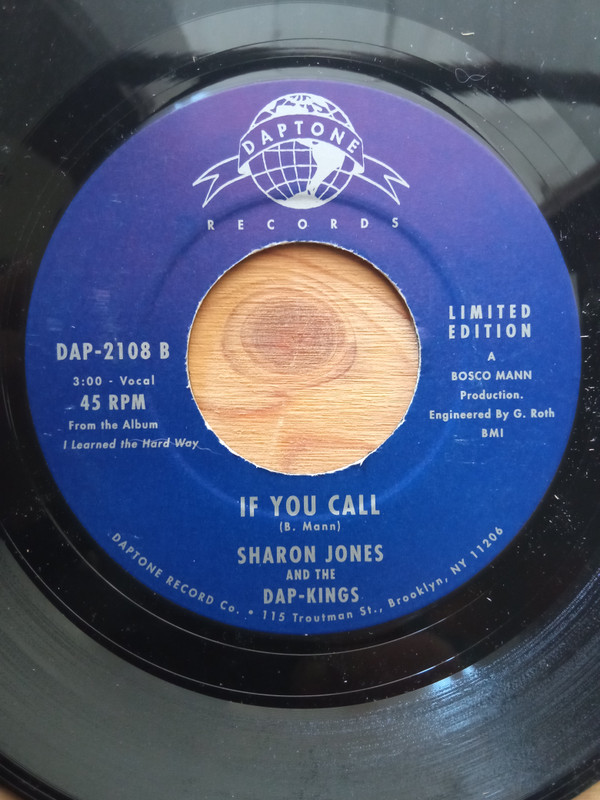 DAPTONE
RECORDS
DAP-2108 B
3:00 - Vocal
45 RPM
From the Album
I Learned the Hard Way
LIMITED
EDITION
A
BOSCO MANN
Production.
Engineered By G. Roth
BMI
IF YOU CALL
(B. Mann)
SHARON JONES
AND THE
DAP-KINGS
DAPTONE RECORD Co. • 115 Troutman St., Brooklyn, NY 11206